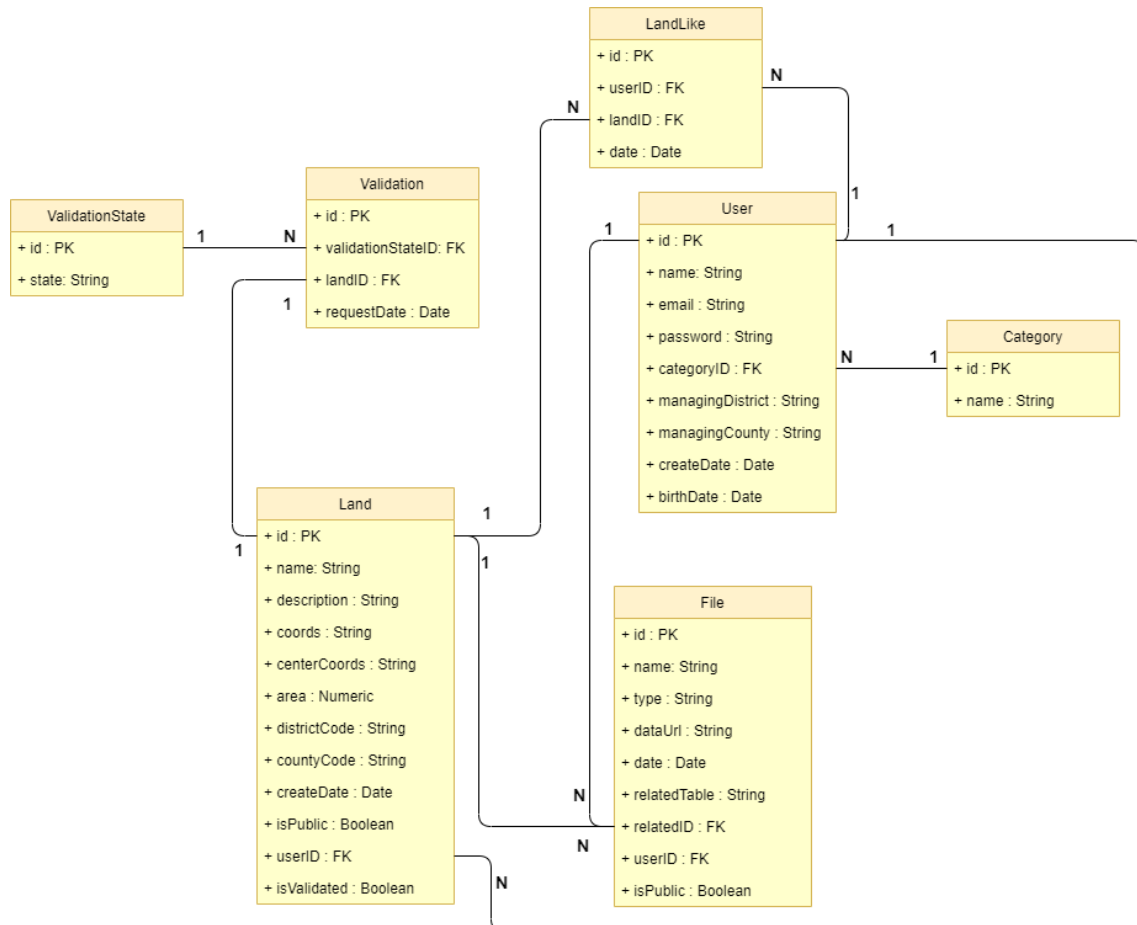 LandLike
+ id : PK
+ userID : FK
+ landID : FK
+ date : Date
N
N
1
1
Validation
+ id : PK
+ validationStateID: FK
+ landID : FK
+ requestDate : Date
ValidationState
+ id : PK
+ state: String
1
N
1
User
+ id : PK
+ name: String
+ email : String
+ password : String
+ categoryID : FK
+ managingDistrict : String
+ managingCounty : String
+ createDate : Date
+ birthDate : Date
1
N
1
Category
+ id : PK
+ name : String
Land
+ id : PK
+ name: String
+ description : String
+ coords : String
+ centerCoords : String
+ area : Numeric
+ districtCode : String
+ countyCode : String
+ createDate : Date
+ isPublic : Boolean
+ userID : FK
+ isValidated : Boolean
1
1
1
N
File
+ id : PK
+ name: String
+ type : String
+ dataUrl : String
+ date : Date
+ relatedTable : String
+ relatedID : FK
+ userID : FK
+ isPublic : Boolean
N
N